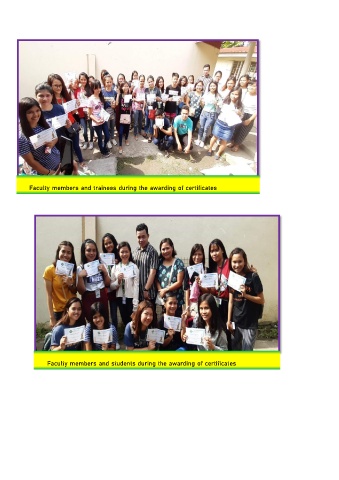 Faculty members and trainees during the awarding of certificates
Faculty members and students during the awarding of certificates